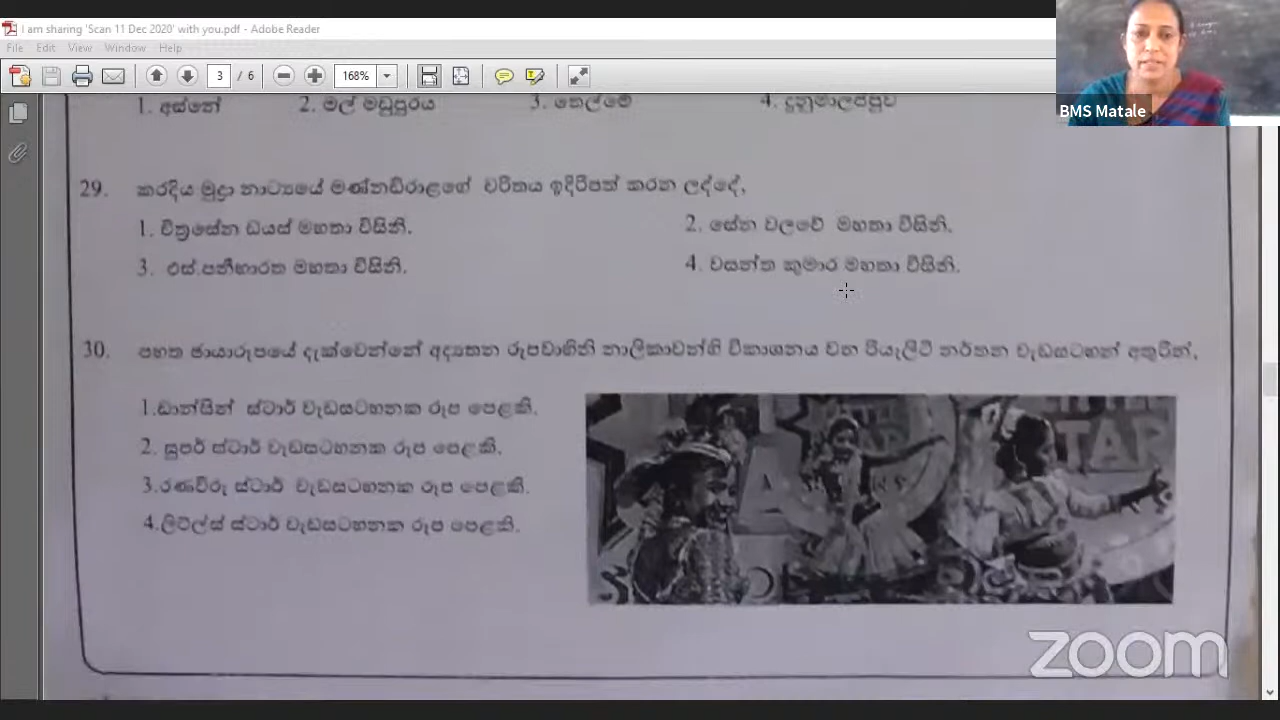 I am sharing 'Scan 11 Dec 2020' with you.pdf - Adobe Reader
File Edit View Window Help
3 / 6 168%
BMS Matale
1. අස්නේ 2. මල් මඩුපුරය 3. තෙල්මේ 4. දුනුමාලප්පුව
29. කරදිය මුද්‍රා නාට්‍යයේ මණ්නඩිරාළගේ චරිතය ඉදිරිපත් කරන ලද්දේ,
1. චිත්‍රසේන ඩයස් මහතා විසිනි. 2. සේන වලවේ මහතා විසිනි.
3. එස්.පනීභාරත මහතා විසිනි. 4. වසන්ත කුමාර මහතා විසිනි.
30. පහත ඡායාරූපයේ දැක්වෙන්නේ අද්‍යතන රූපවාහිනි නාලිකාවන්හි විකාශනය වන රියැලිටි නර්තන වැඩසටහන් අතුරින්,
1.ඩාන්සින් ස්ටාර් වැඩසටහනක රූප පෙළකි.
2. සුපර් ස්ටාර් වැඩසටහනක රූප පෙළකි.
3.රණවිරු ස්ටාර් වැඩසටහනක රූප පෙළකි.
4.ලිට්ල්ස් ස්ටාර් වැඩසටහනක රූප පෙළකි.
TAR
zoom